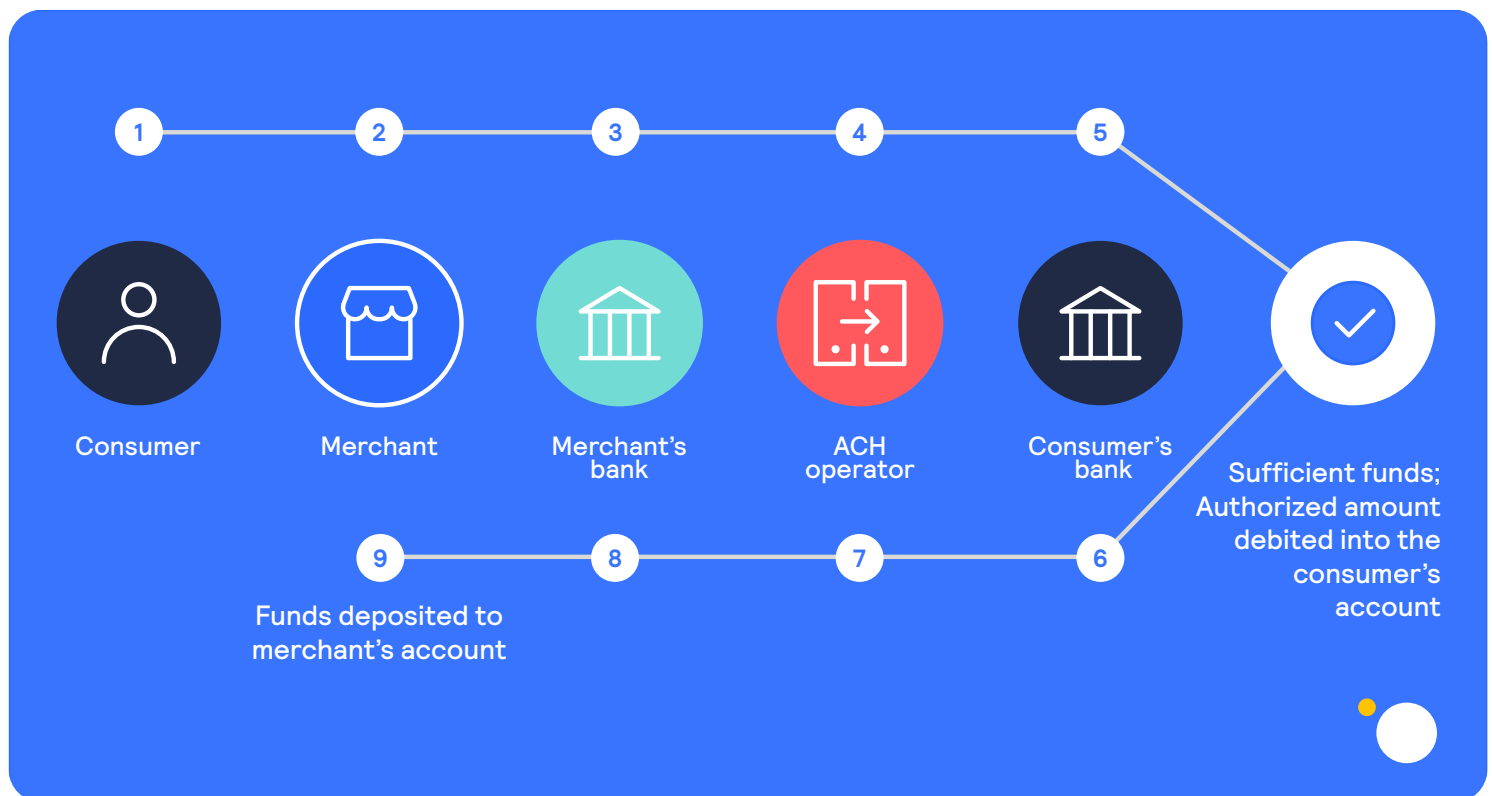 1
2
3
4
5
Consumer
Merchant
Merchant’s
bank
ACH
operator
Consumer’s
bank
Sufficient funds;
Authorized amount
debited into the
consumer’s
account
9
8
7
6
Funds deposited to
merchant’s account